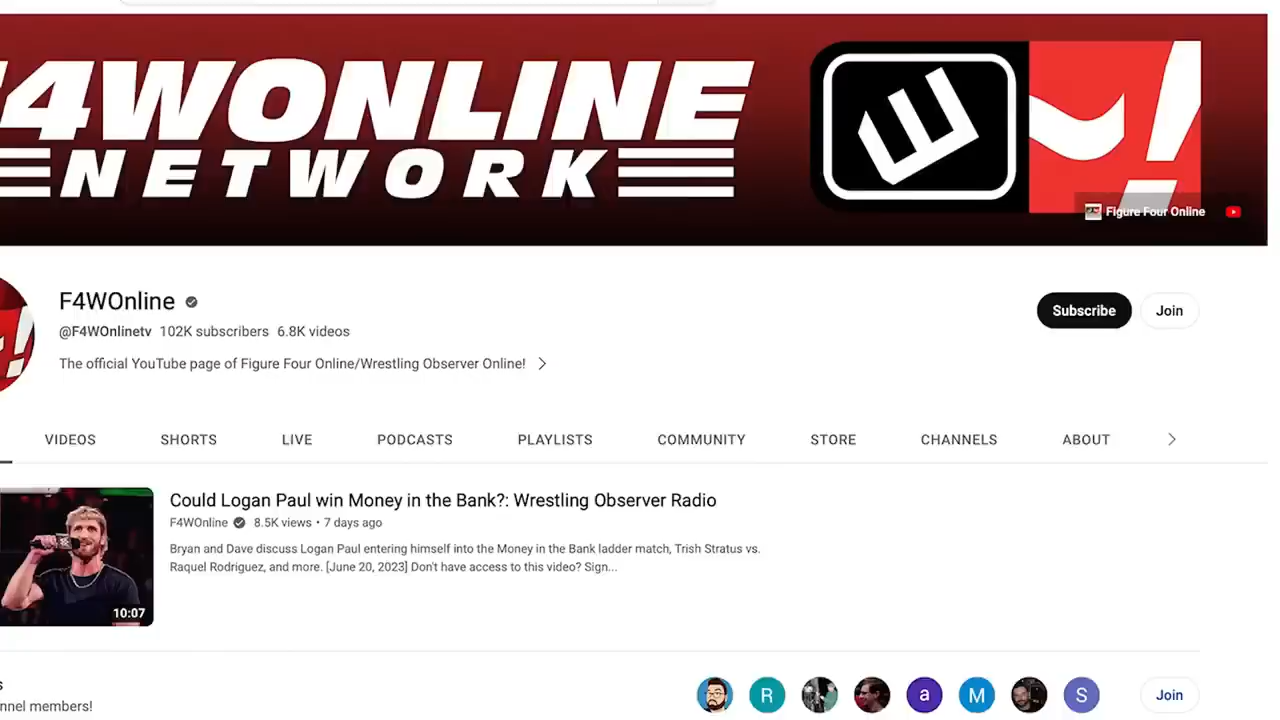 F4WONLINE
NETWORK
Figure Four Online
F4WOnline
@F4WOnlinetv 102K subscribers 6.8K videos
The official YouTube page of Figure Four Online/Wrestling Observer Online!
Subscribe
Join
VIDEOS SHORTS LIVE PODCASTS PLAYLISTS COMMUNITY STORE CHANNELS ABOUT
10:07
Could Logan Paul win Money in the Bank?: Wrestling Observer Radio
F4WOnline 8.5K views • 7 days ago
Bryan and Dave discuss Logan Paul entering himself into the Money in the Bank ladder match, Trish Stratus vs.
Raquel Rodriguez, and more. [June 20, 2023] Don't have access to this video? Sign...
s
nnel members!
R
a
M
S
Join